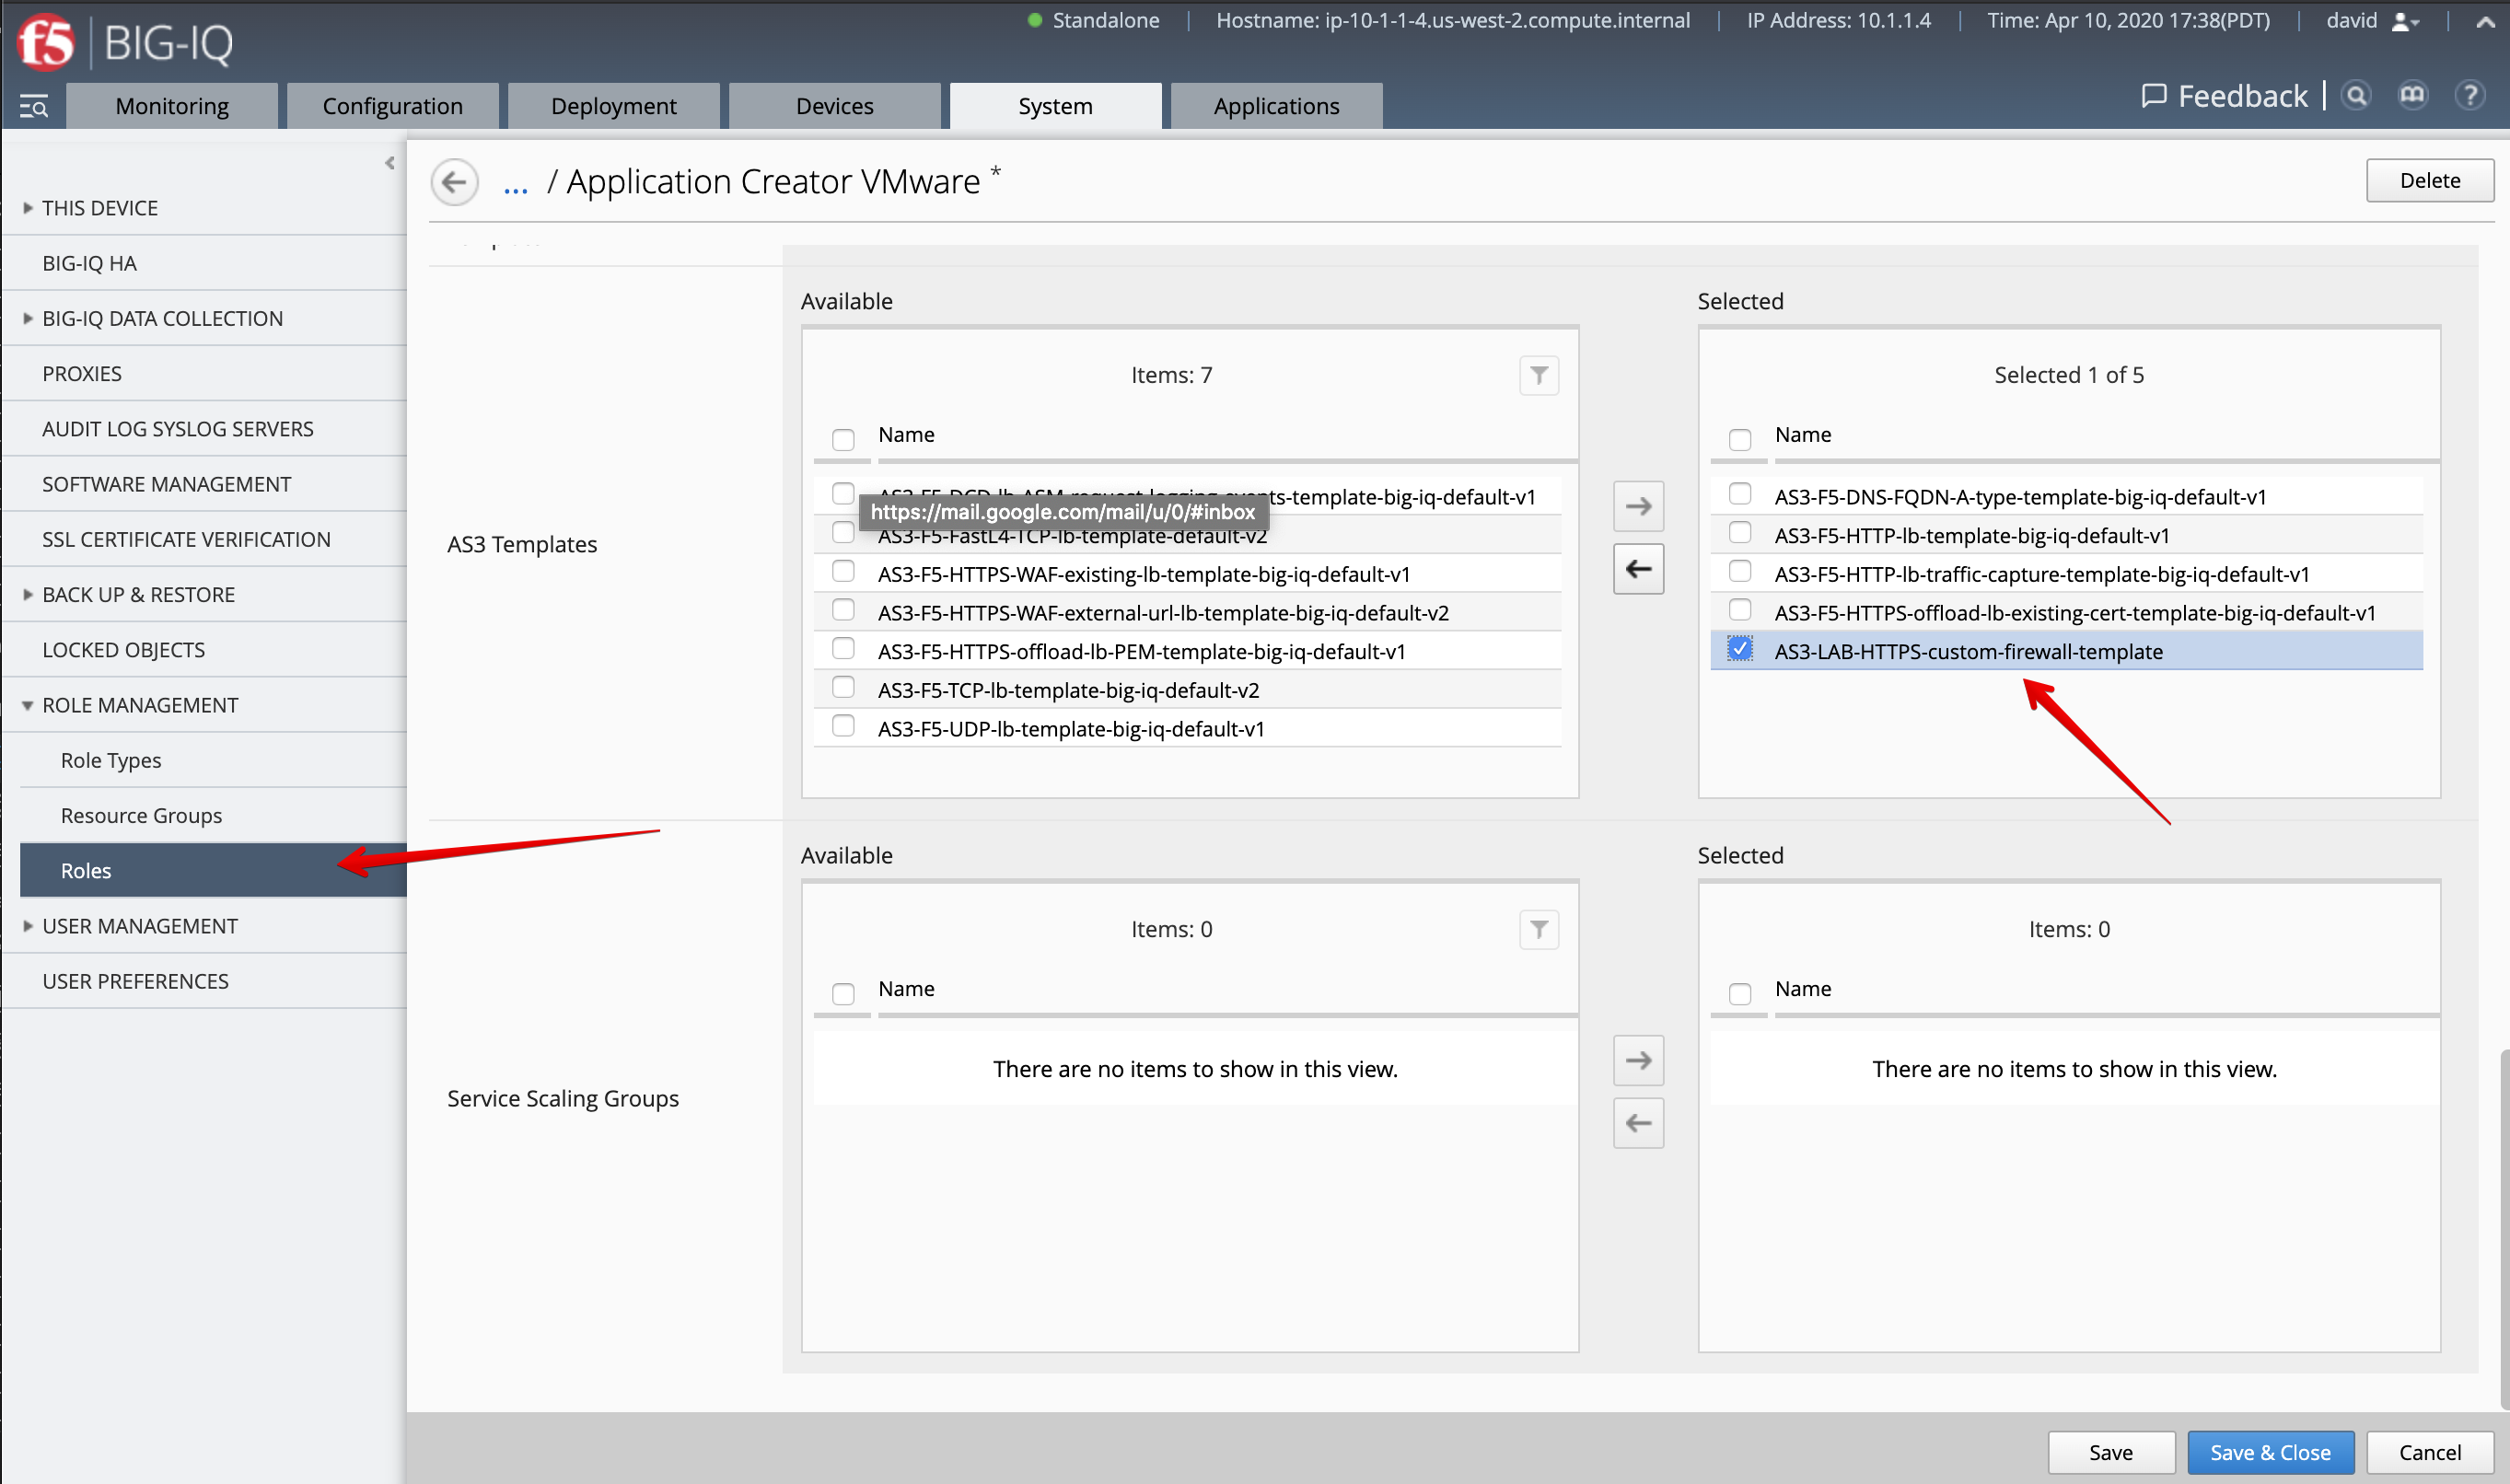 f5 BIG-IQ
Standalone Hostname: ip-10-1-1-4.us-west-2.compute.internal IP Address: 10.1.1.4 Time: Apr 10, 2020 17:38(PDT) david
Monitoring Configuration Deployment Devices System Applications
Feedback ?
THIS DEVICE
BIG-IQ HA
BIG-IQ DATA COLLECTION
PROXIES
AUDIT LOG SYSLOG SERVERS
SOFTWARE MANAGEMENT
SSL CERTIFICATE VERIFICATION
BACK UP & RESTORE
LOCKED OBJECTS
ROLE MANAGEMENT
Role Types
Resource Groups
Roles
USER MANAGEMENT
USER PREFERENCES
... / Application Creator VMware *
Delete
AS3 Templates
Available
Items: 7
Name
AS3-F5-DCD-lb-ASM-request-logging-events-template-big-iq-default-v1
https://mail.google.com/mail/u/0/#inbox
AS3-F5-FastL4-TCP-lb-template-default-v2
AS3-F5-HTTPS-WAF-existing-lb-template-big-iq-default-v1
AS3-F5-HTTPS-WAF-external-url-lb-template-big-iq-default-v2
AS3-F5-HTTPS-offload-lb-PEM-template-big-iq-default-v1
AS3-F5-TCP-lb-template-big-iq-default-v2
AS3-F5-UDP-lb-template-big-iq-default-v1
Selected
Selected 1 of 5
Name
AS3-F5-DNS-FQDN-A-type-template-big-iq-default-v1
AS3-F5-HTTP-lb-template-big-iq-default-v1
AS3-F5-HTTP-lb-traffic-capture-template-big-iq-default-v1
AS3-F5-HTTPS-offload-lb-existing-cert-template-big-iq-default-v1
AS3-LAB-HTTPS-custom-firewall-template
Service Scaling Groups
Available
Items: 0
Name
There are no items to show in this view.
Selected
Items: 0
Name
There are no items to show in this view.
Save Save & Close Cancel